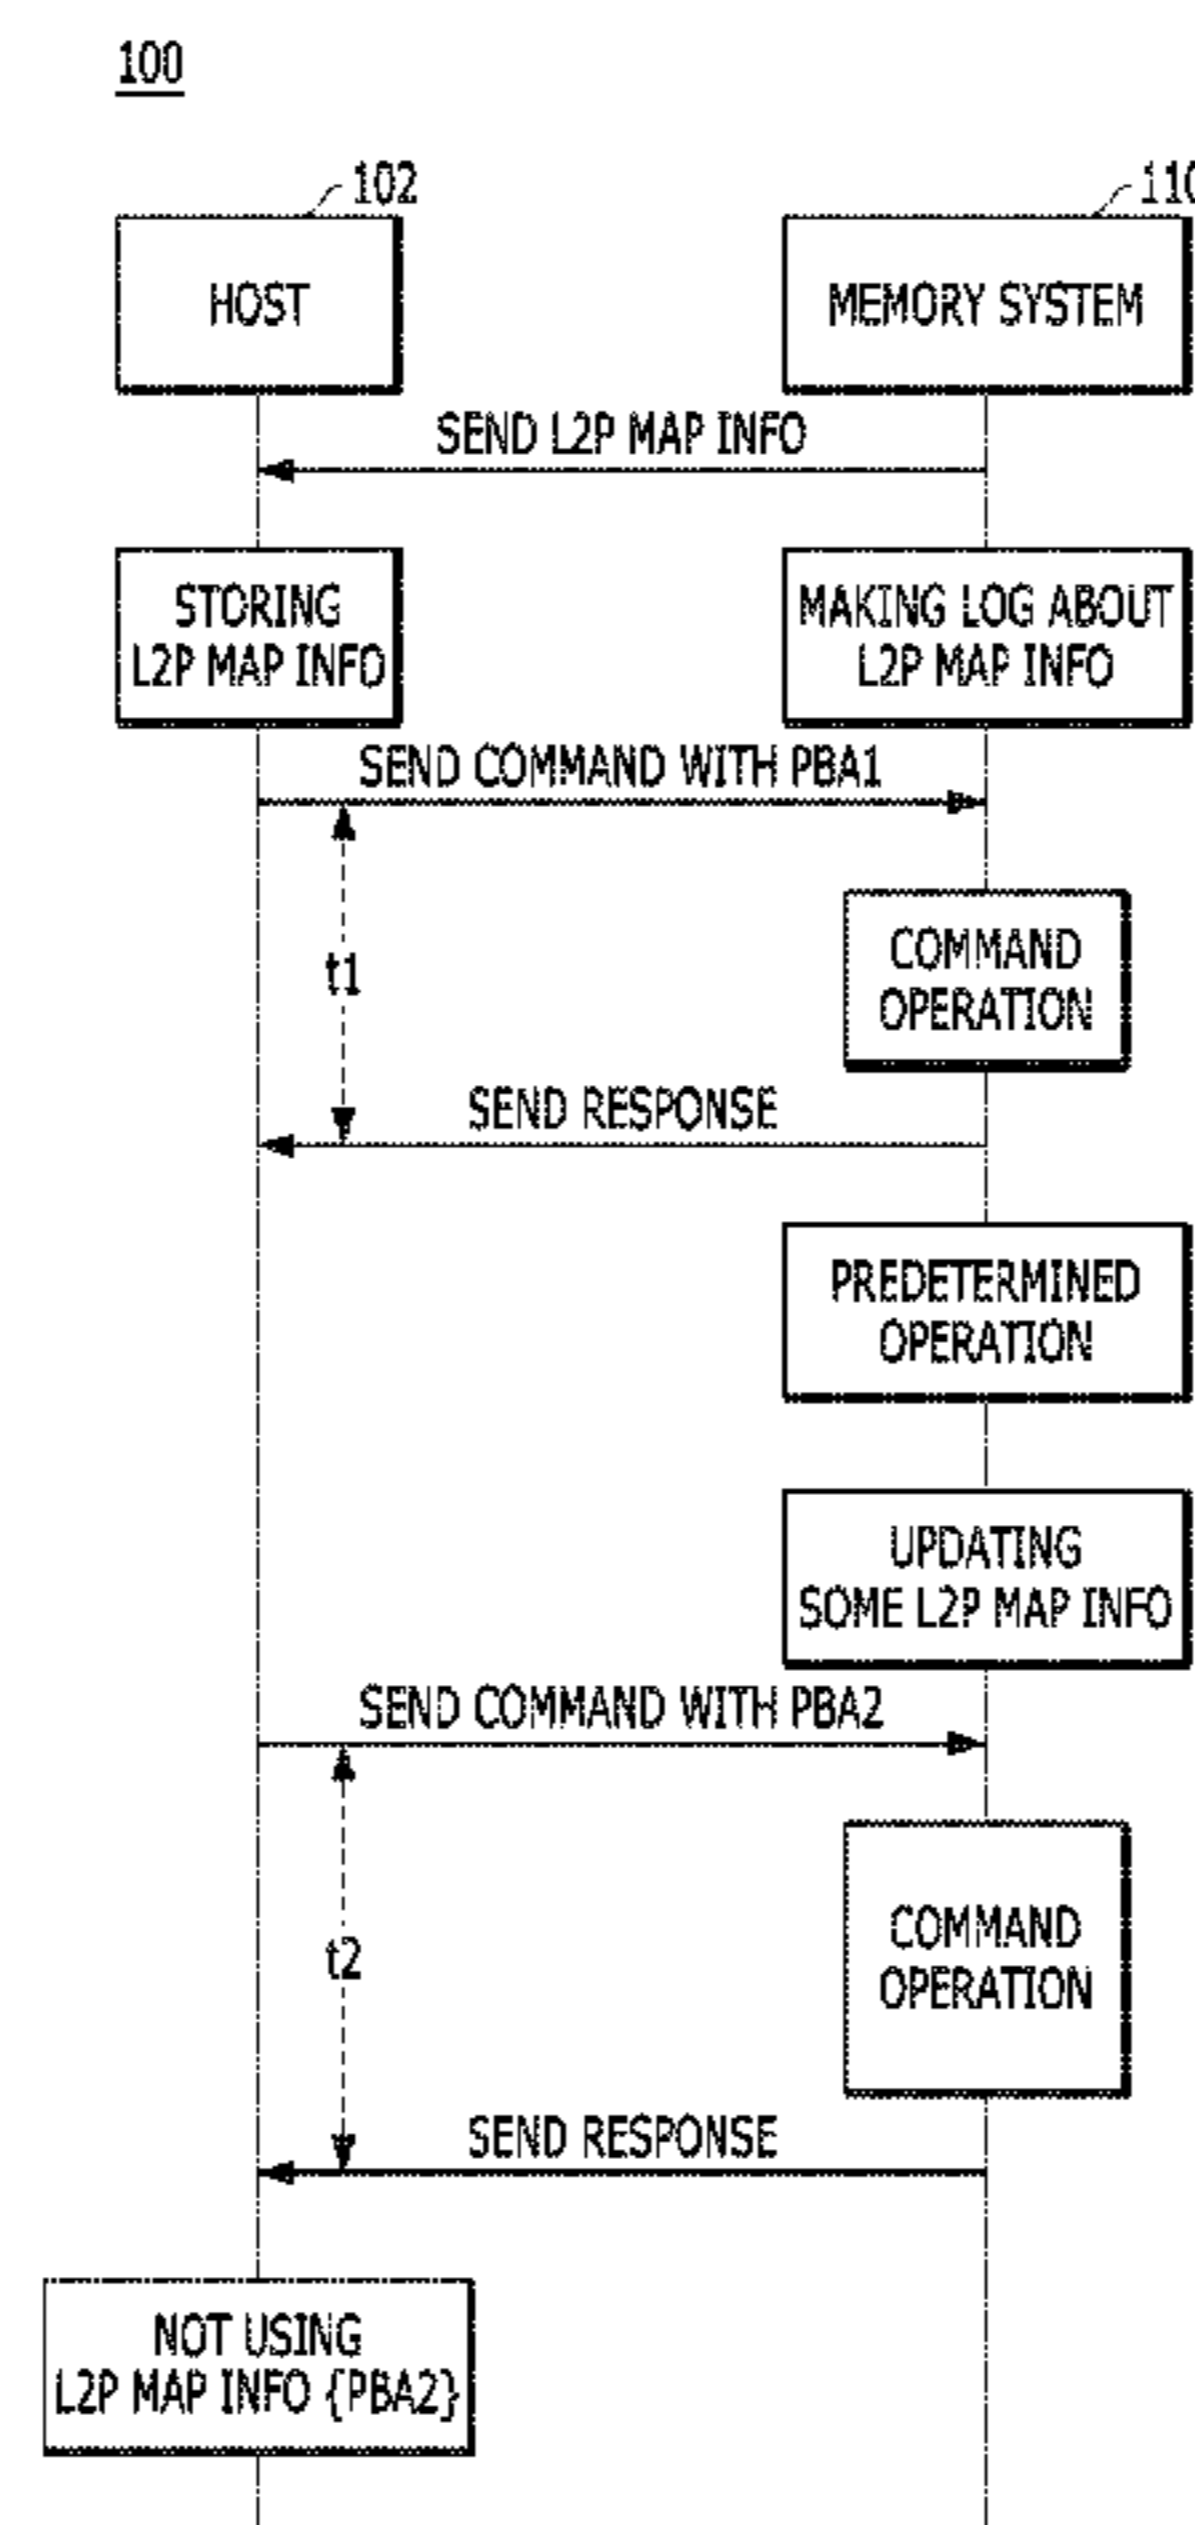 100
102
110
HOST
MEMORY SYSTEM
SEND L2P MAP INFO
STORING
L2P MAP INFO
MAKING LOG ABOUT
L2P MAP INFO
SEND COMMAND WITH PBA1
COMMAND
OPERATION
t1
SEND RESPONSE
PREDETERMINED
OPERATION
UPDATING
SOME L2P MAP INFO
SEND COMMAND WITH PBA2
COMMAND
OPERATION
t2
SEND RESPONSE
NOT USING
L2P MAP INFO {PBA2}